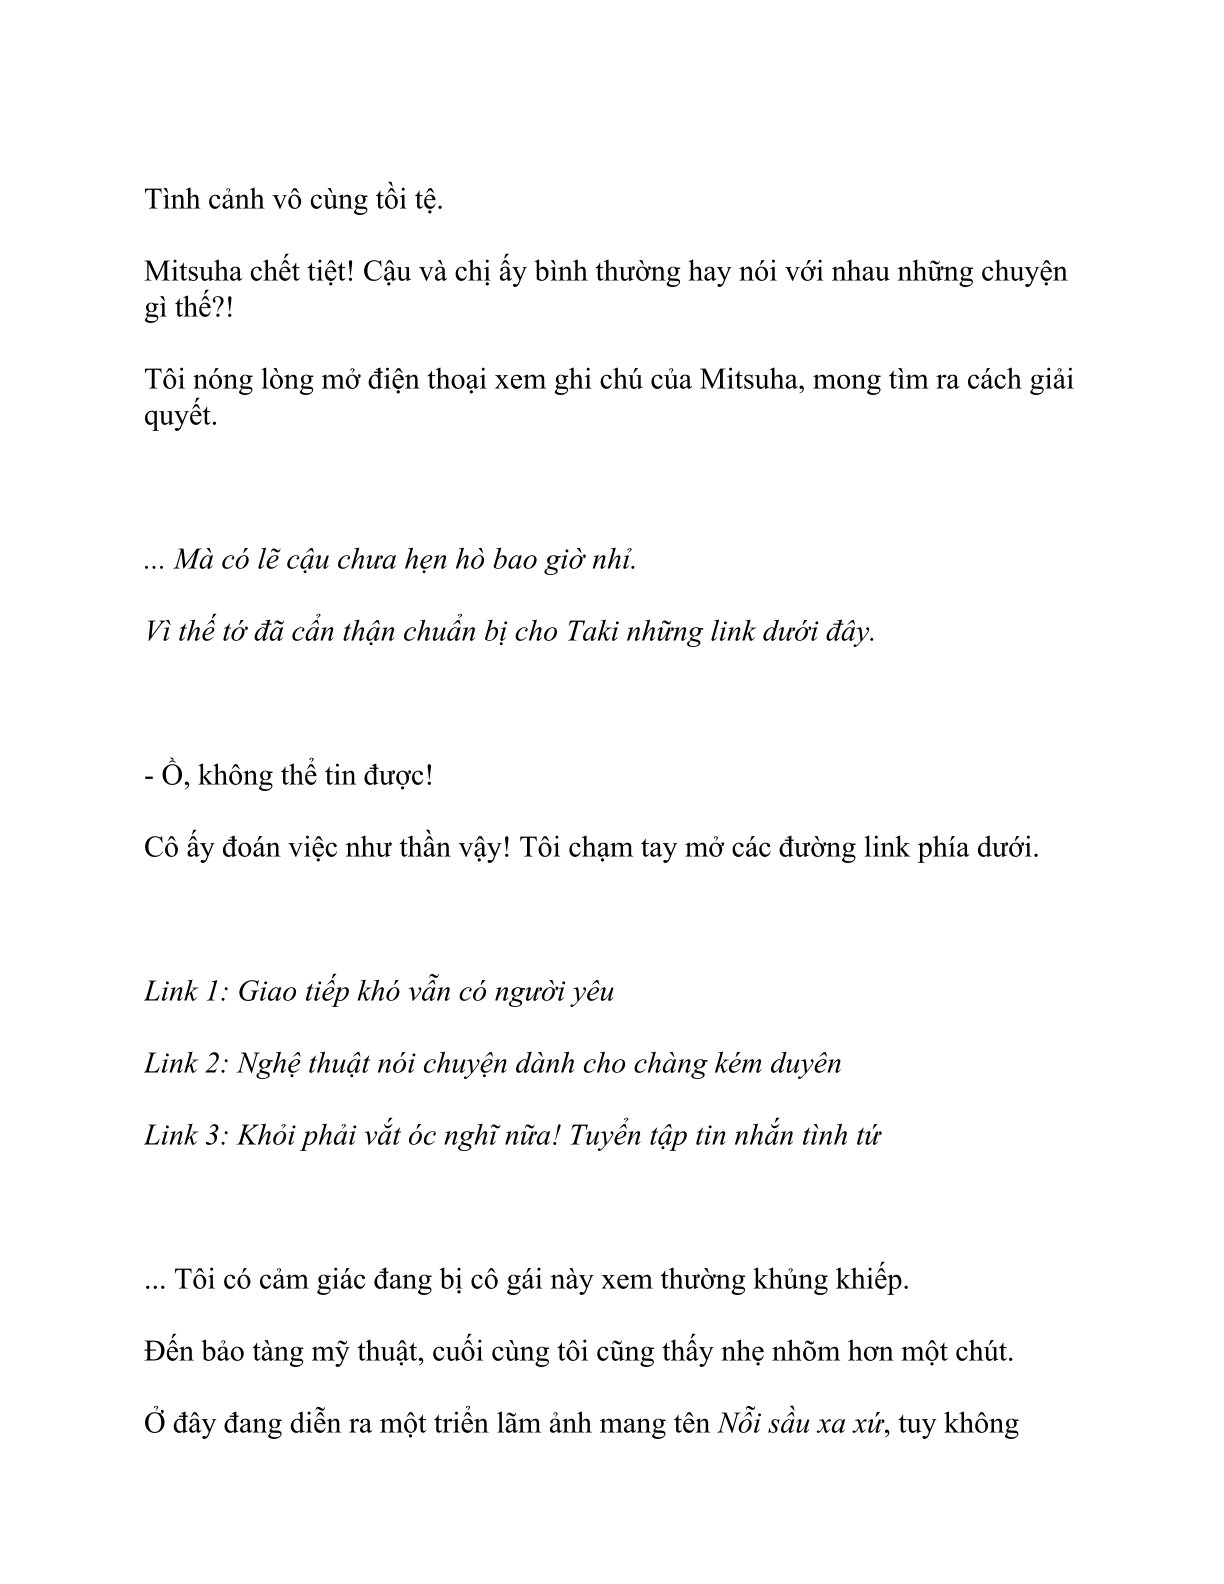 Tình cảnh vô cùng tồi tệ.
Mitsuha chết tiệt! Cậu và chị ấy bình thường hay nói với nhau những chuyện
gì thế?!
Tôi nóng lòng mở điện thoại xem ghi chú của Mitsuha, mong tìm ra cách giải
quyết.
... Mà có lẽ cậu chưa hẹn hò bao giờ nhỉ.
Vì thế tớ đã cẩn thận chuẩn bị cho Taki những link dưới đây.
- Ồ, không thể tin được!
Cô ấy đoán việc như thần vậy! Tôi chạm tay mở các đường link phía dưới.
Link 1: Giao tiếp khó vẫn có người yêu
Link 2: Nghệ thuật nói chuyện dành cho chàng kém duyên
Link 3: Khỏi phải vắt óc nghĩ nữa! Tuyển tập tin nhắn tình tứ
... Tôi có cảm giác đang bị cô gái này xem thường khủng khiếp.
Đến bảo tàng mỹ thuật, cuối cùng tôi cũng thấy nhẹ nhõm hơn một chút.
Ở đây đang diễn ra một triển lãm ảnh mang tên Nỗi sầu xa xứ, tuy không